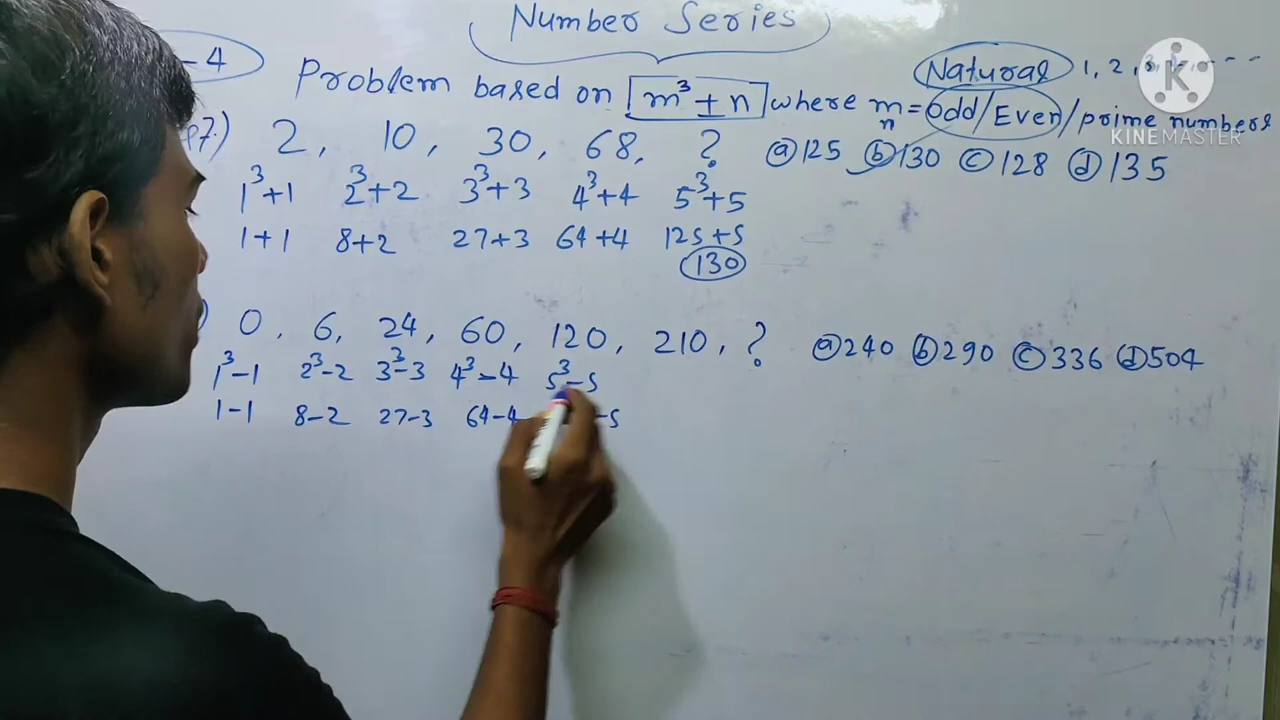 Number Series
-4
Problem based on m³ ± n where m n = odd/Even/prime numbers
Natural 1, 2, 3,
KINEMASTER
97.) 2, 10, 30, 68, ? ⓐ125 ⓑ130 ⓒ128 ⓓ135
1³+1 2³+2 3³+3 4³+4 5³+5
1+1 8+2 27+3 64+4 125+5
130
) 0, 6, 24, 60, 120, 210, ? ⓐ240 ⓑ290 ⓒ336 ⓓ504
1³-1 2³-2 3³-3 4³-4 5³-5
1-1 8-2 27-3 64-4 -5